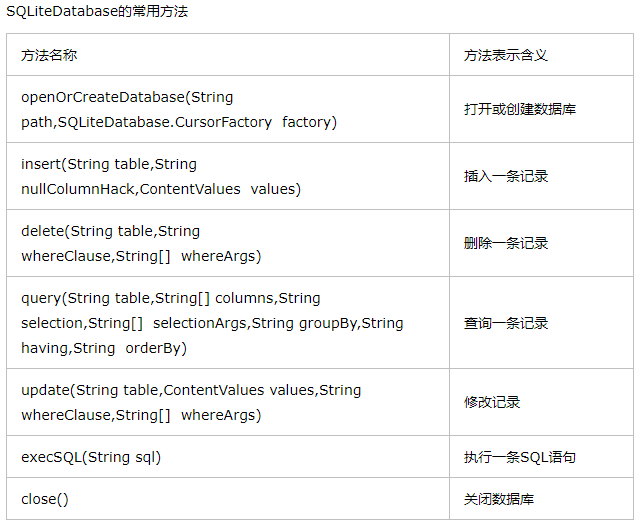 SQLiteDatabase的常用方法
方法名称
方法表示含义
openOrCreateDatabase(String
path,SQLiteDatabase.CursorFactory  factory)
打开或创建数据库
insert(String table,String
nullColumnHack,ContentValues  values)
插入一条记录
delete(String table,String
whereClause,String[]  whereArgs)
删除一条记录
query(String table,String[] columns,String
selection,String[]  selectionArgs,String groupBy,String
having,String  orderBy)
查询一条记录
update(String table,ContentValues values,String
whereClause,String[]  whereArgs)
修改记录
execSQL(String sql)
执行一条SQL语句
close()
关闭数据库